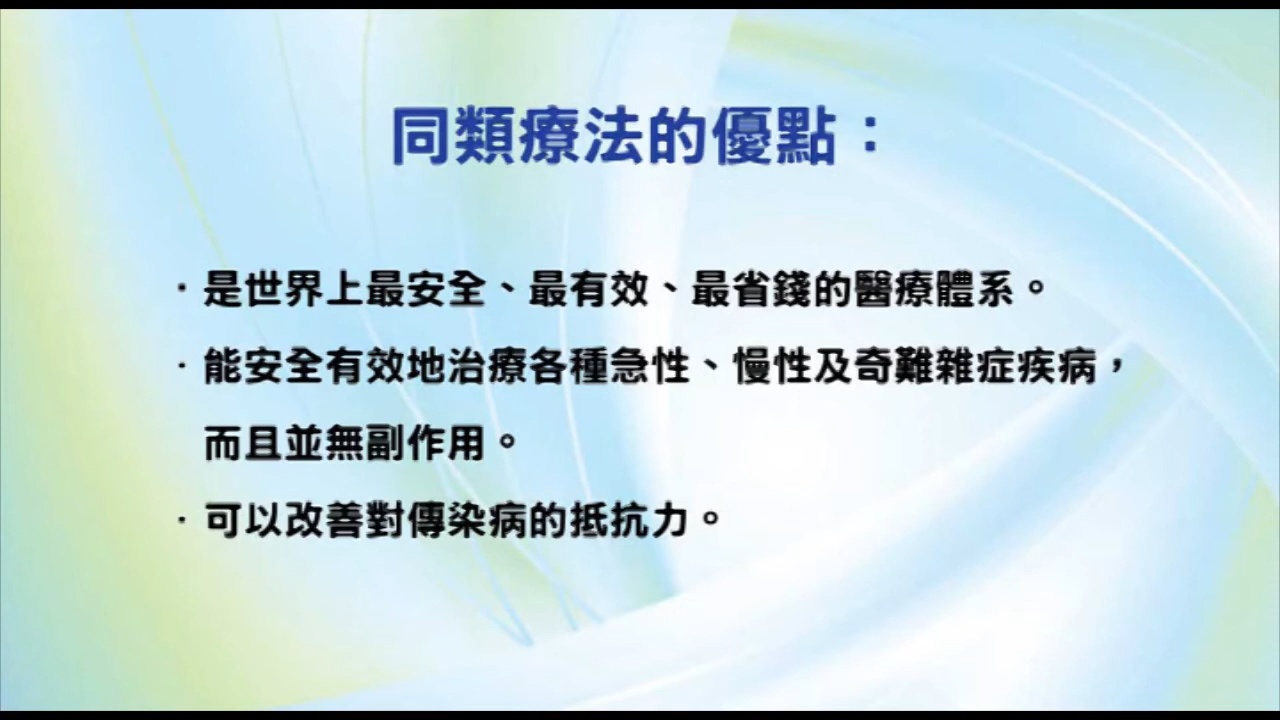 同類療法的優點：
·是世界上最安全、最有效、最省錢的醫療體系。
·能安全有效地治療各種急性、慢性及奇難雜症疾病，
而且並無副作用。
·可以改善對傳染病的抵抗力。